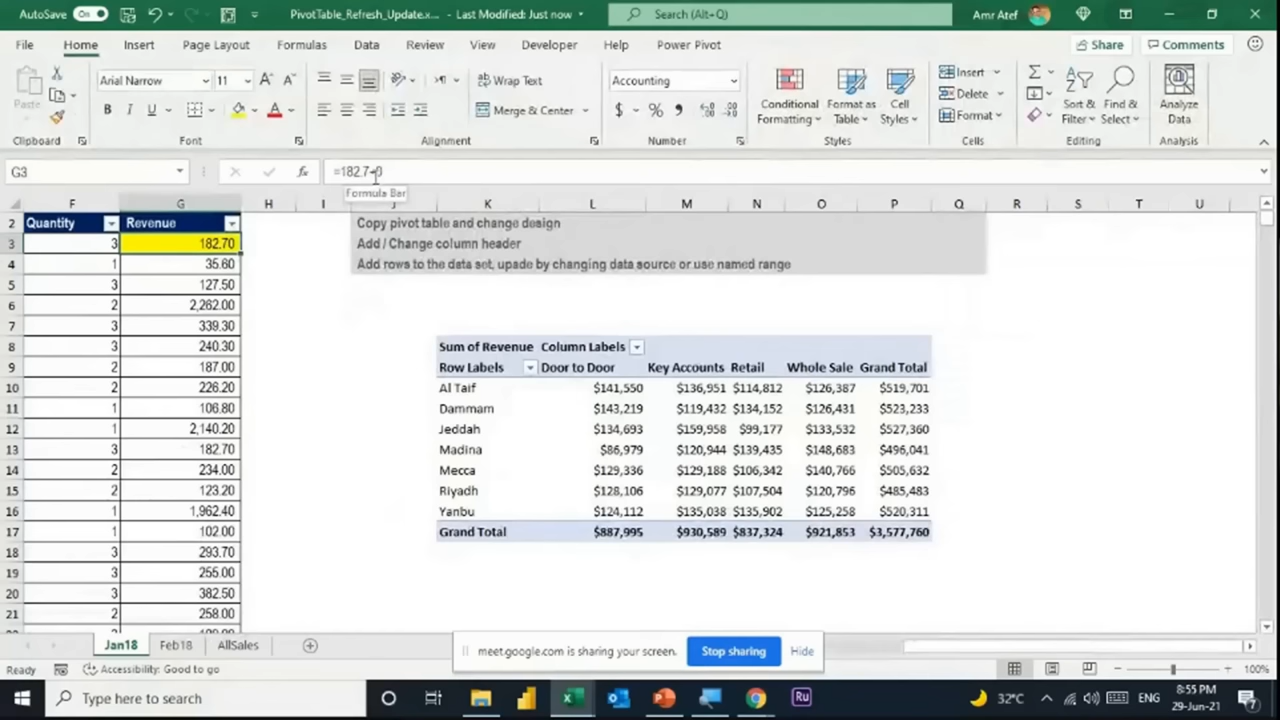 AutoSave On PivotTable_Refresh_Update.x... - Last Modified: Just now Search (Alt+Q) Amr Atef
File Home Insert Page Layout Formulas Data Review View Developer Help Power Pivot Share Comments
Paste Arial Narrow 11 Wrap Text Merge & Center Accounting Conditional Formatting Format as Table Cell Styles Insert Delete Format Sort & Filter Find & Select Analyze Data
Clipboard Font Alignment Number Styles Cells Editing Analysis
G3 fx =182.7+0
Formula Bar
F G H I J K L M N O P Q R S T U
2 Quantity Revenue Copy pivot table and change design
3 3 182.70 Add / Change column header
4 1 35.60 Add rows to the data set, upade by changing data source or use named range
5 3 127.50
6 2 2,262.00
7 3 339.30
8 3 240.30 Sum of Revenue Column Labels
9 2 187.00 Row Labels Door to Door Key Accounts Retail Whole Sale Grand Total
10 2 226.20 Al Taif $141,550 $136,951 $114,812 $126,387 $519,701
11 1 106.80 Dammam $143,219 $119,432 $134,152 $126,431 $523,233
12 1 2,140.20 Jeddah $134,693 $159,958 $99,177 $133,532 $527,360
13 3 182.70 Madina $86,979 $120,944 $139,435 $148,683 $496,041
14 2 234.00 Mecca $129,336 $129,188 $106,342 $140,766 $505,632
15 2 123.20 Riyadh $128,106 $129,077 $107,504 $120,796 $485,483
16 1 1,962.40 Yanbu $124,112 $135,038 $135,902 $125,258 $520,311
17 1 102.00 Grand Total $887,995 $930,589 $837,324 $921,853 $3,577,760
18 3 293.70
19 3 255.00
20 3 382.50
21 2 258.00
Jan18 Feb18 AllSales
meet.google.com is sharing your screen. Stop sharing Hide
Ready Accessibility: Good to go 100%
Type here to search Ru 32°C ENG 8:55 PM 29-Jun-21 7